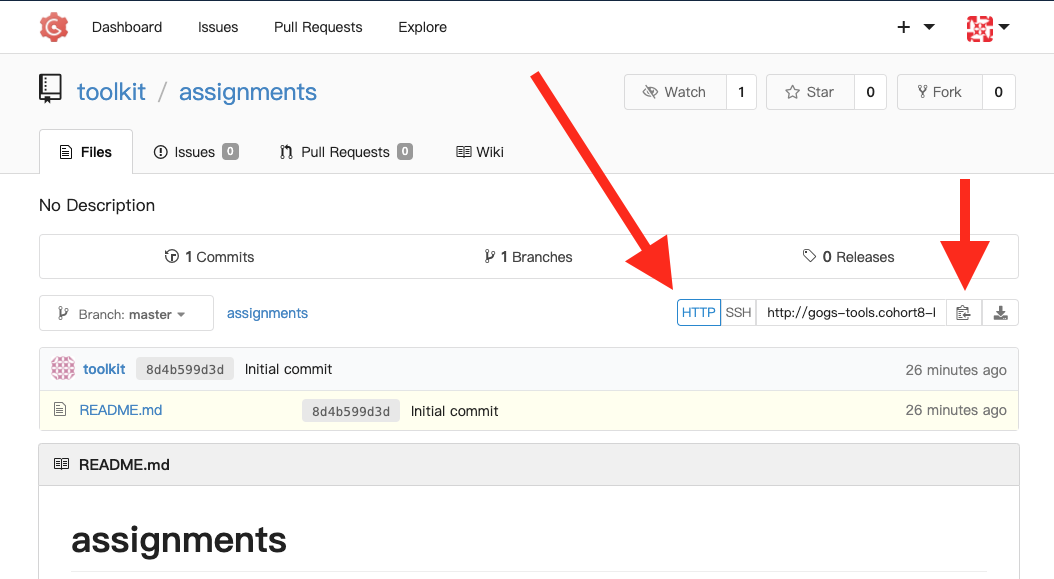 Dashboard Issues Pull Requests Explore +
toolkit / assignments Watch 1 Star 0 Fork 0
Files Issues 0 Pull Requests 0 Wiki
No Description
1 Commits 1 Branches 0 Releases
Branch: master assignments HTTP SSH http://gogs-tools.cohort8-l
toolkit 8d4b599d3d Initial commit 26 minutes ago
README.md 8d4b599d3d Initial commit 26 minutes ago
README.md
assignments